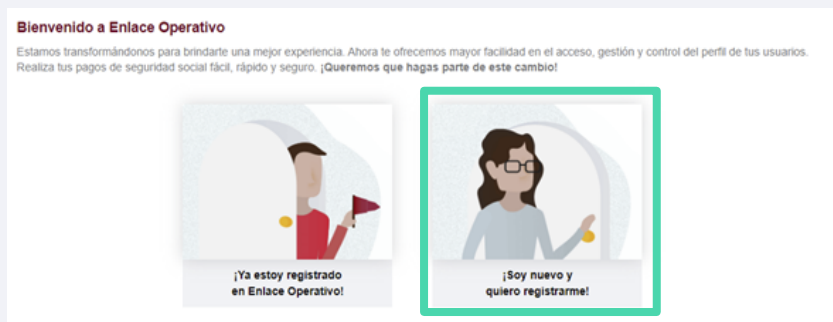 Bienvenido a Enlace Operativo
Estamos transformándonos para brindarte una mejor experiencia. Ahora te ofrecemos mayor facilidad en el acceso, gestión y control del perfil de tus usuarios.
Realiza tus pagos de seguridad social fácil, rápido y seguro. ¡Queremos que hagas parte de este cambio!
¡Ya estoy registrado
en Enlace Operativo!
¡Soy nuevo y
quiero registrarme!